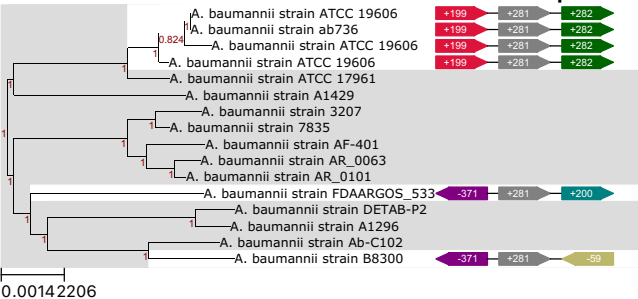 A. baumannii strain ATCC 19606 +199 +281 +282
A. baumannii strain ab736 +199 +281 +282
0.824 A. baumannii strain ATCC 19606 +199 +281 +282
1 A. baumannii strain ATCC 19606 +199 +281 +282
1 A. baumannii strain ATCC 17961
1 A. baumannii strain A1429
A. baumannii strain 3207
1 A. baumannii strain 7835
1 A. baumannii strain AF-401
1 A. baumannii strain AR_0063
1 A. baumannii strain AR_0101
1 A. baumannii strain FDAARGOS_533 -371 +281 +200
A. baumannii strain DETAB-P2
1 A. baumannii strain A1296
1 A. baumannii strain Ab-C102
1 A. baumannii strain B8300 -371 +281 -59
0.00142206